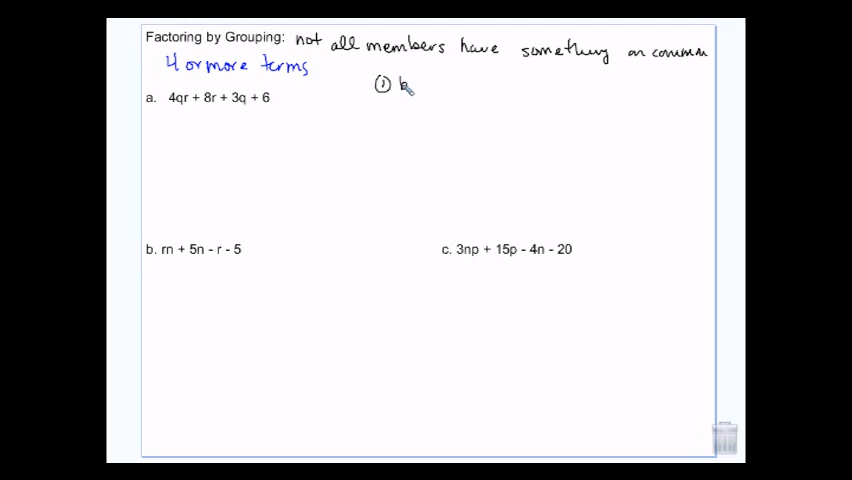 Factoring by Grouping: not all members have something in common
4 or more terms
① b
a. 4qr + 8r + 3q + 6
b. rn + 5n - r - 5
c. 3np + 15p - 4n - 20